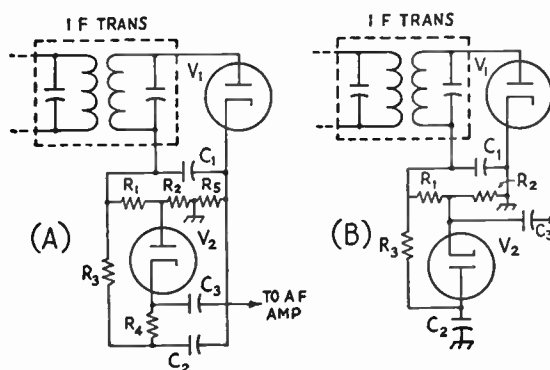 I F TRANS
V1
C1
R1
R2
R5
(A)
V2
R3
C3
TO A F AMP
R4
C2
I F TRANS
V1
C1
R1
R2
(B)
C3
R3
V2
C2